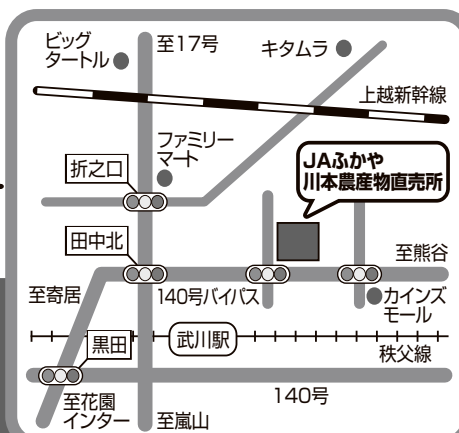 ビッグ
タートル
至17号
キタムラ
上越新幹線
ファミリー
マート
折之口
JAふかや
川本農産物直売所
田中北
至熊谷
至寄居
140号バイパス
カインズ
モール
黒田
武川駅
秩父線
140号
至花園
インター
至嵐山